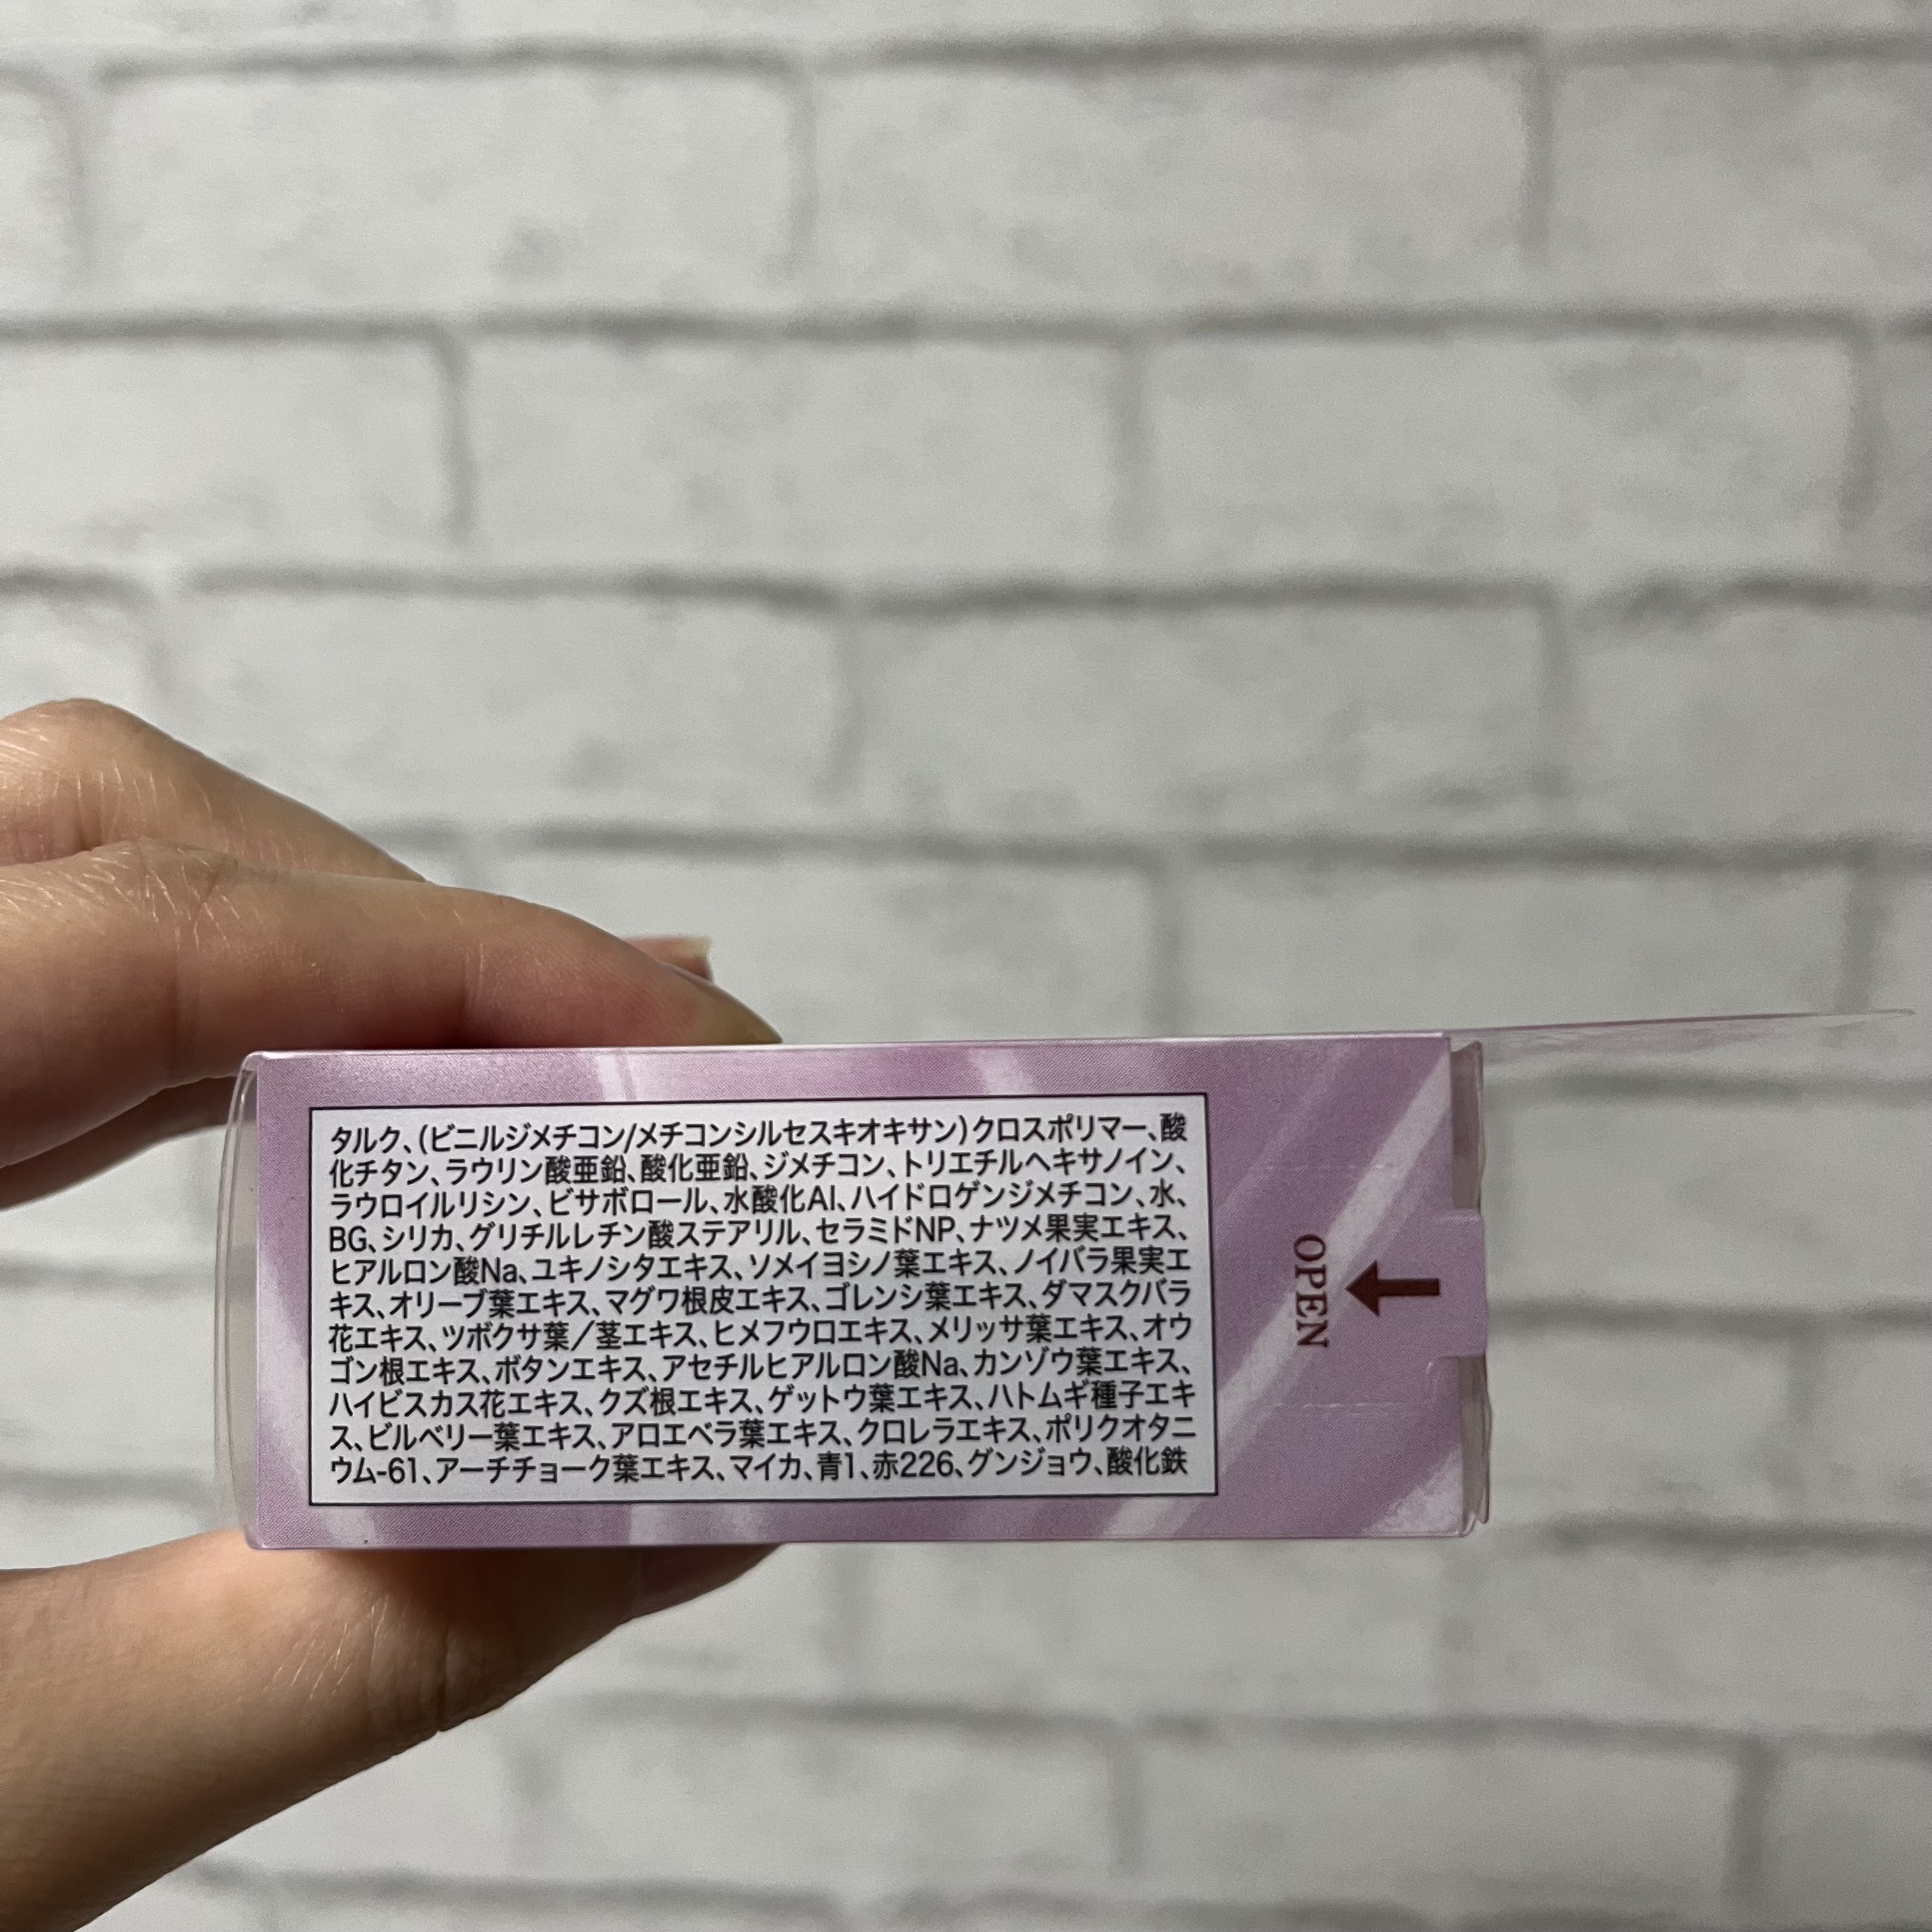 タルク、(ビニルジメチコン/メチコンシルセスキオキサン)クロスポリマー、酸
化チタン、ラウリン酸亜鉛、酸化亜鉛、ジメチコン、トリエチルヘキサノイン、
ラウロイルリシン、ビサボロール、水酸化Al、ハイドロゲンジメチコン、水、
BG、シリカ、グリチルレチン酸ステアリル、セラミドNP、ナツメ果実エキス、
ヒアルロン酸Na、ユキノシタエキス、ソメイヨシノ葉エキス、ノイバラ果実エ
キス、オリーブ葉エキス、マグワ根皮エキス、ゴレンシ葉エキス、ダマスクバラ
花エキス、ツボクサ葉/茎エキス、ヒメフウロエキス、メリッサ葉エキス、オウ
ゴン根エキス、ボタンエキス、アセチルヒアルロン酸Na、カンゾウ葉エキス、
ハイビスカス花エキス、クズ根エキス、ゲットウ葉エキス、ハトムギ種子エキ
ス、ビルベリー葉エキス、アロエベラ葉エキス、クロレラエキス、ポリクオタニ
ウム-61、アーチチョーク葉エキス、マイカ、青1、赤226、グンジョウ、酸化鉄
OPEN